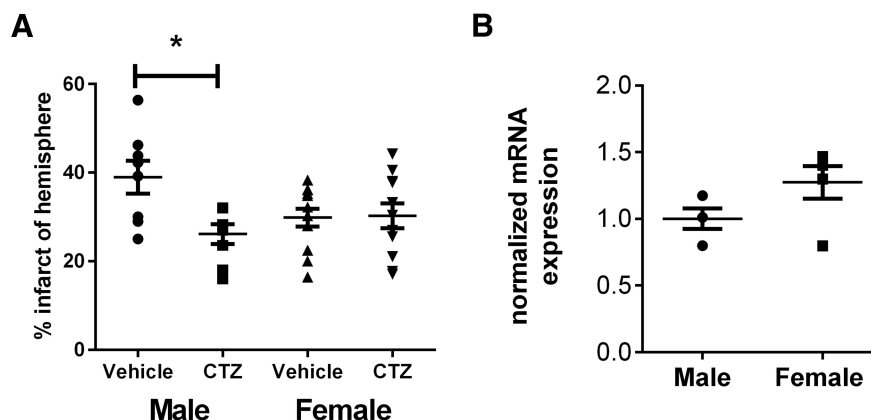 A
*
% infarct of hemisphere
60
40
20
0
Vehicle CTZ Vehicle CTZ
Male Female
B
normalized mRNA
expression
2.0
1.5
1.0
0.5
0.0
Male Female